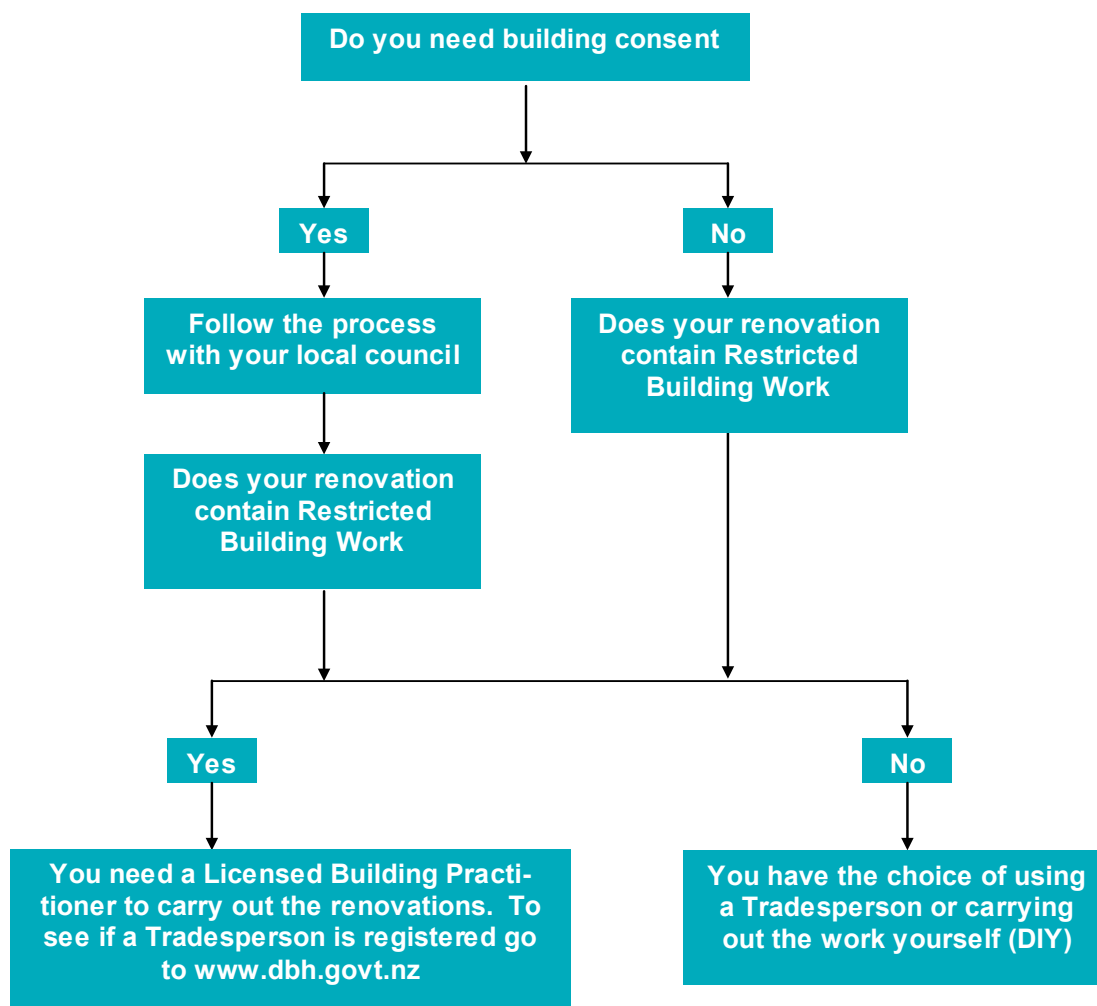 Do you need building consent
Yes
No
Follow the process
with your local council
Does your renovation
contain Restricted
Building Work
Does your renovation
contain Restricted
Building Work
Yes
No
You need a Licensed Building Practi-
tioner to carry out the renovations.  To
see if a Tradesperson is registered go
to www.dbh.govt.nz
You have the choice of using
a Tradesperson or carrying
out the work yourself (DIY)